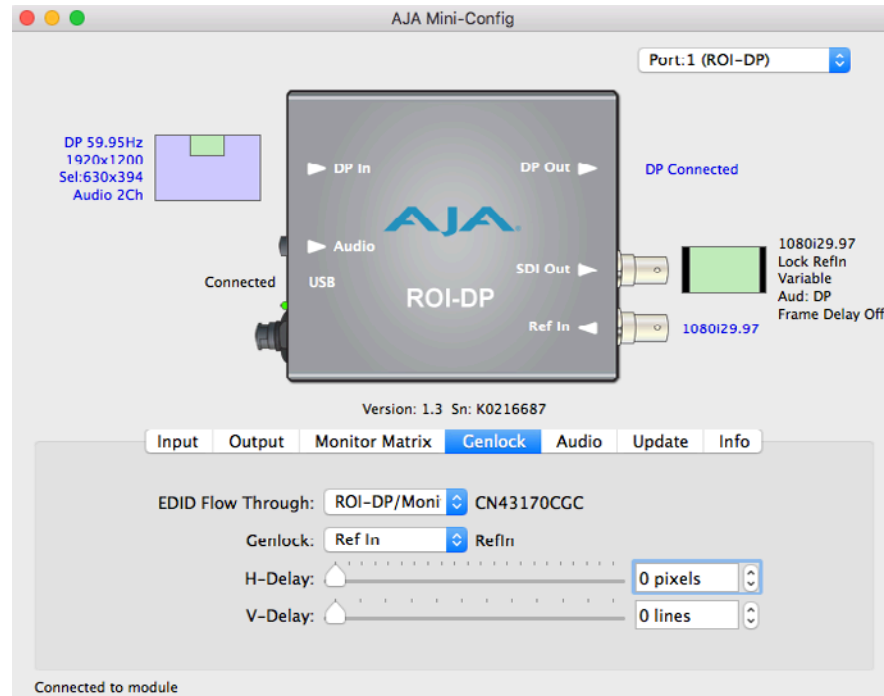 AJA Mini-Config
Port:1 (ROI-DP)
DP 59.95Hz
1920x1200
Sel:630x394
Audio 2Ch
DP In
DP Out
DP Connected
AJA
Audio
Connected
USB
SDI Out
ROI-DP
Ref In
1080i29.97
Lock RefIn
Variable
Aud: DP
Frame Delay Off
1080i29.97
Version: 1.3 Sn: K0216687
Input Output Monitor Matrix Genlock Audio Update Info
EDID Flow Through: ROI-DP/Moni CN43170CGC
Genlock: Ref In RefIn
H-Delay: 0 pixels
V-Delay: 0 lines
Connected to module